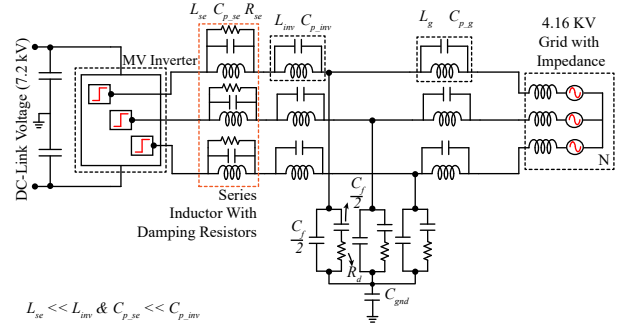 L_se C_p_se R_se
L_inv C_p_inv
L_g C_p_g
4.16 KV
Grid with
Impedance
MV Inverter
DC-Link Voltage (7.2 kV)
N
Series
Inductor With
Damping Resistors
C_f/2
C_f/2
R_d
C_gnd
L_se << L_inv & C_p_se << C_p_inv